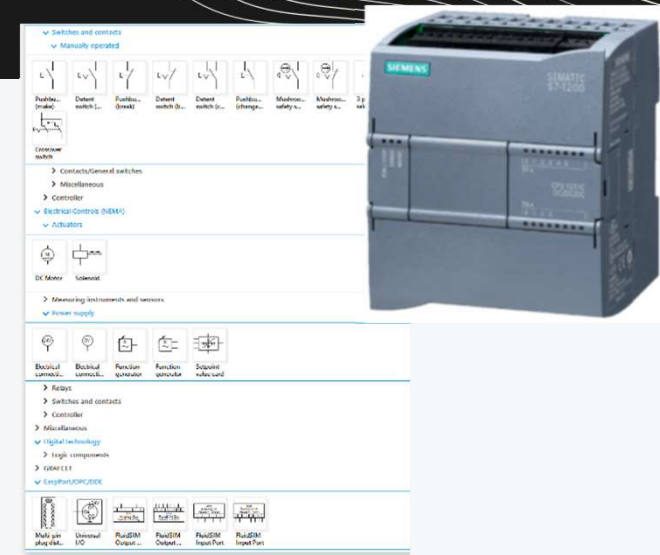 Switches and contacts
Manually operated
Pushbu... (make)
Detent switch (...
Pushbu... (break)
Detent switch (b...
Detent switch (c...
Pushbu... (change...
Mushroo... safety s...
Mushroo... safety s...
Crossover switch
Contacts/General switches
Miscellaneous
Controller
Electrical Controls (NEMA)
Actuators
DC Motor
Solenoid
Measuring instruments and sensors
Power supply
Electrical connecti...
Electrical connecti...
Function generator
Function generator
Setpoint value card
Relays
Switches and contacts
Controller
Miscellaneous
Digital technology
Logic components
GRAFCET
EasyPort/OPC/DDE
Multi-pin plug dist...
Universal I/O
FluidSIM Output ...
FluidSIM Output ...
FluidSIM Input Port
FluidSIM Input Port
SIEMENS
SIMATIC
S7-1200